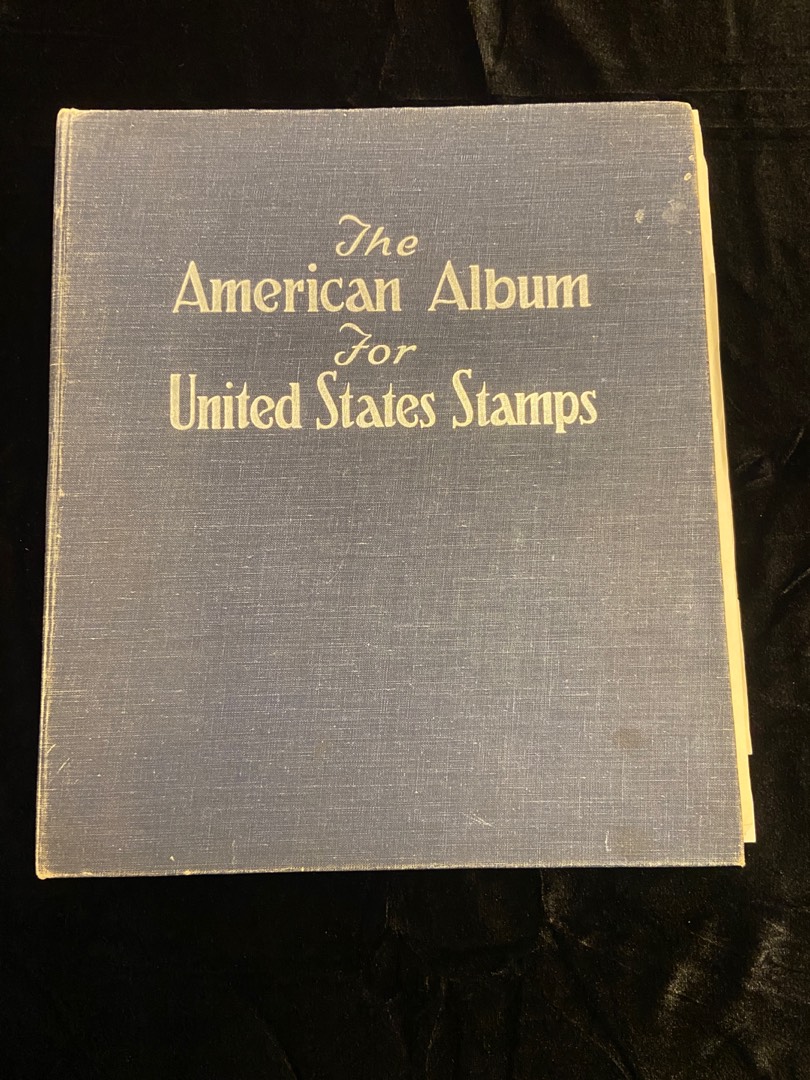 The
American Album
For
United States Stamps